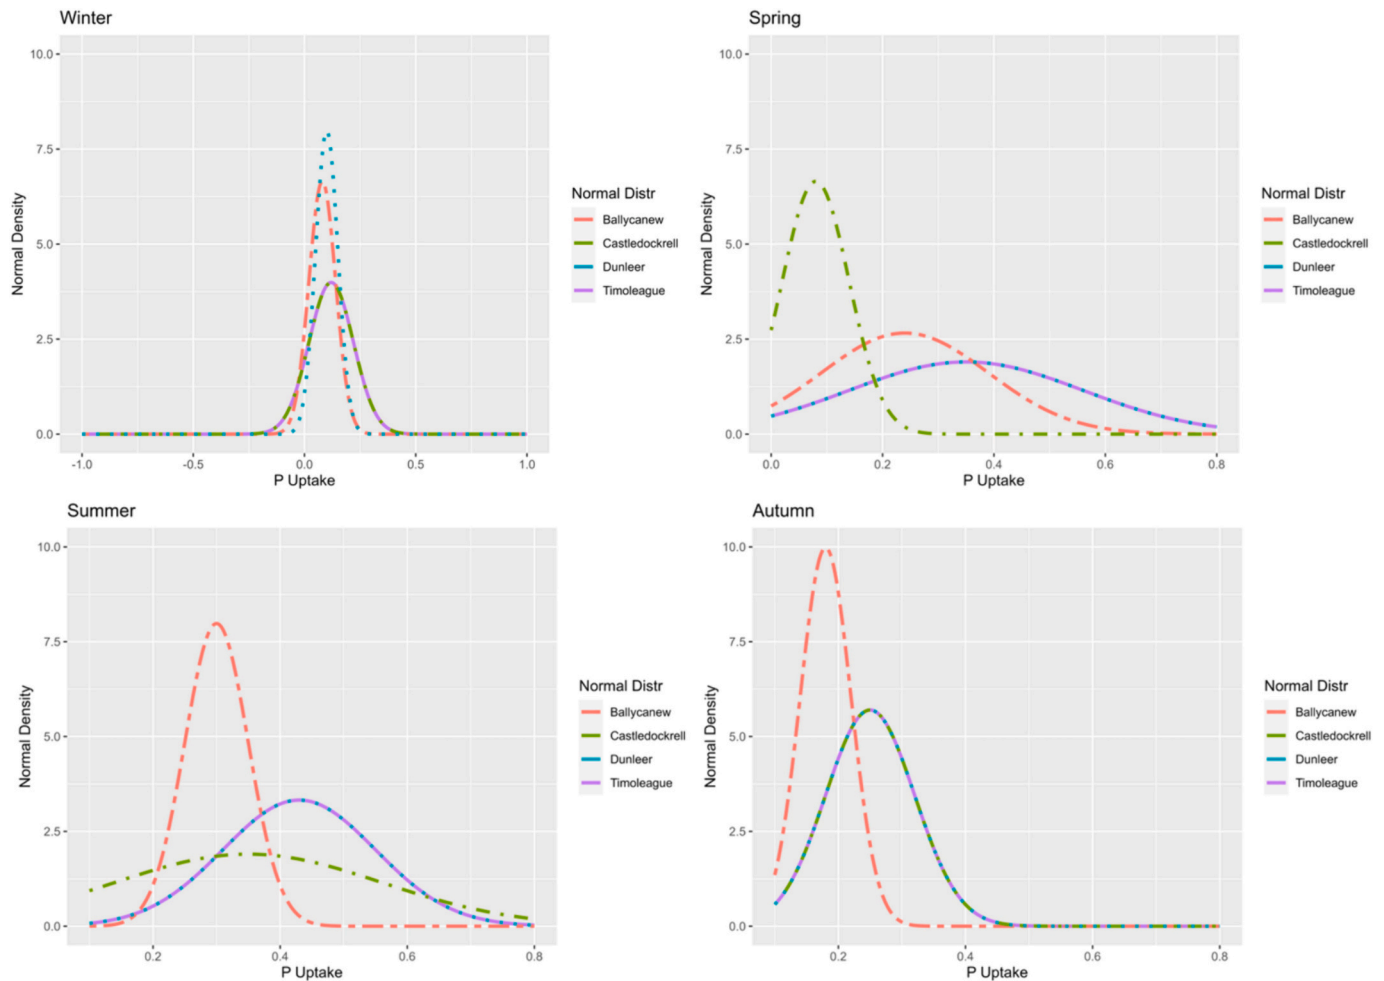 Winter
10.0
7.5
5.0
2.5
0.0
Normal Density
-1.0 -0.5 0.0 0.5 1.0
P Uptake
Normal Distr
Ballycanew
Castledockrell
Dunleer
Timoleague
Spring
10.0
7.5
5.0
2.5
0.0
Normal Density
0.0 0.2 0.4 0.6 0.8
P Uptake
Normal Distr
Ballycanew
Castledockrell
Dunleer
Timoleague
Summer
10.0
7.5
5.0
2.5
0.0
Normal Density
0.2 0.4 0.6 0.8
P Uptake
Normal Distr
Ballycanew
Castledockrell
Dunleer
Timoleague
Autumn
10.0
7.5
5.0
2.5
0.0
Normal Density
0.2 0.4 0.6 0.8
P Uptake
Normal Distr
Ballycanew
Castledockrell
Dunleer
Timoleague